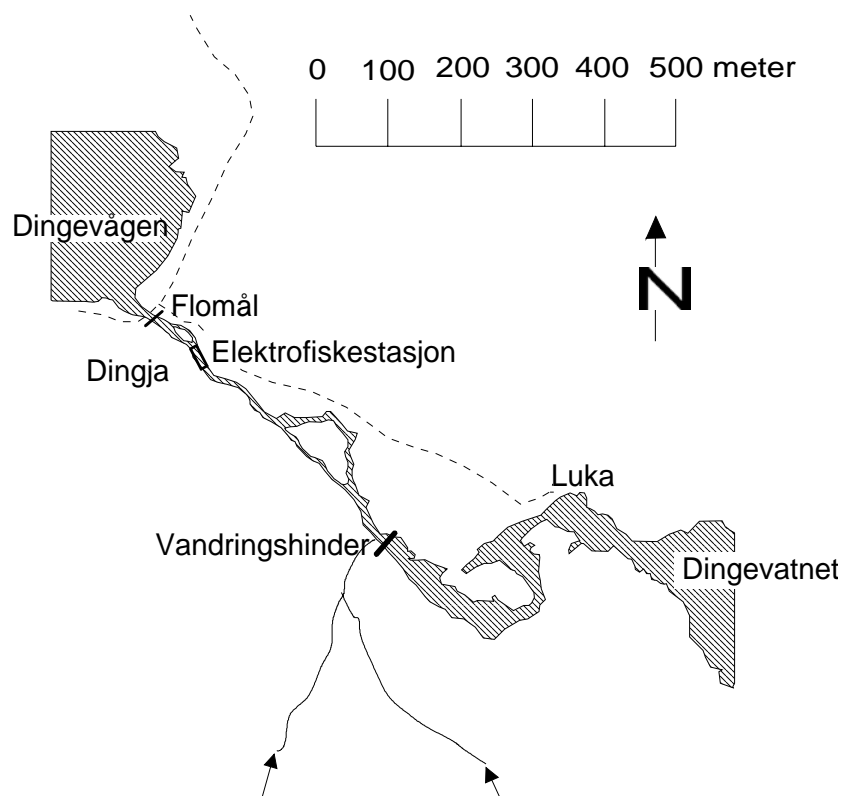 0 100 200 300 400 500 meter
Dingevågen
N
Flomål
Elektrofiskestasjon
Dingja
Luka
Vandringshinder
Dingevatnet